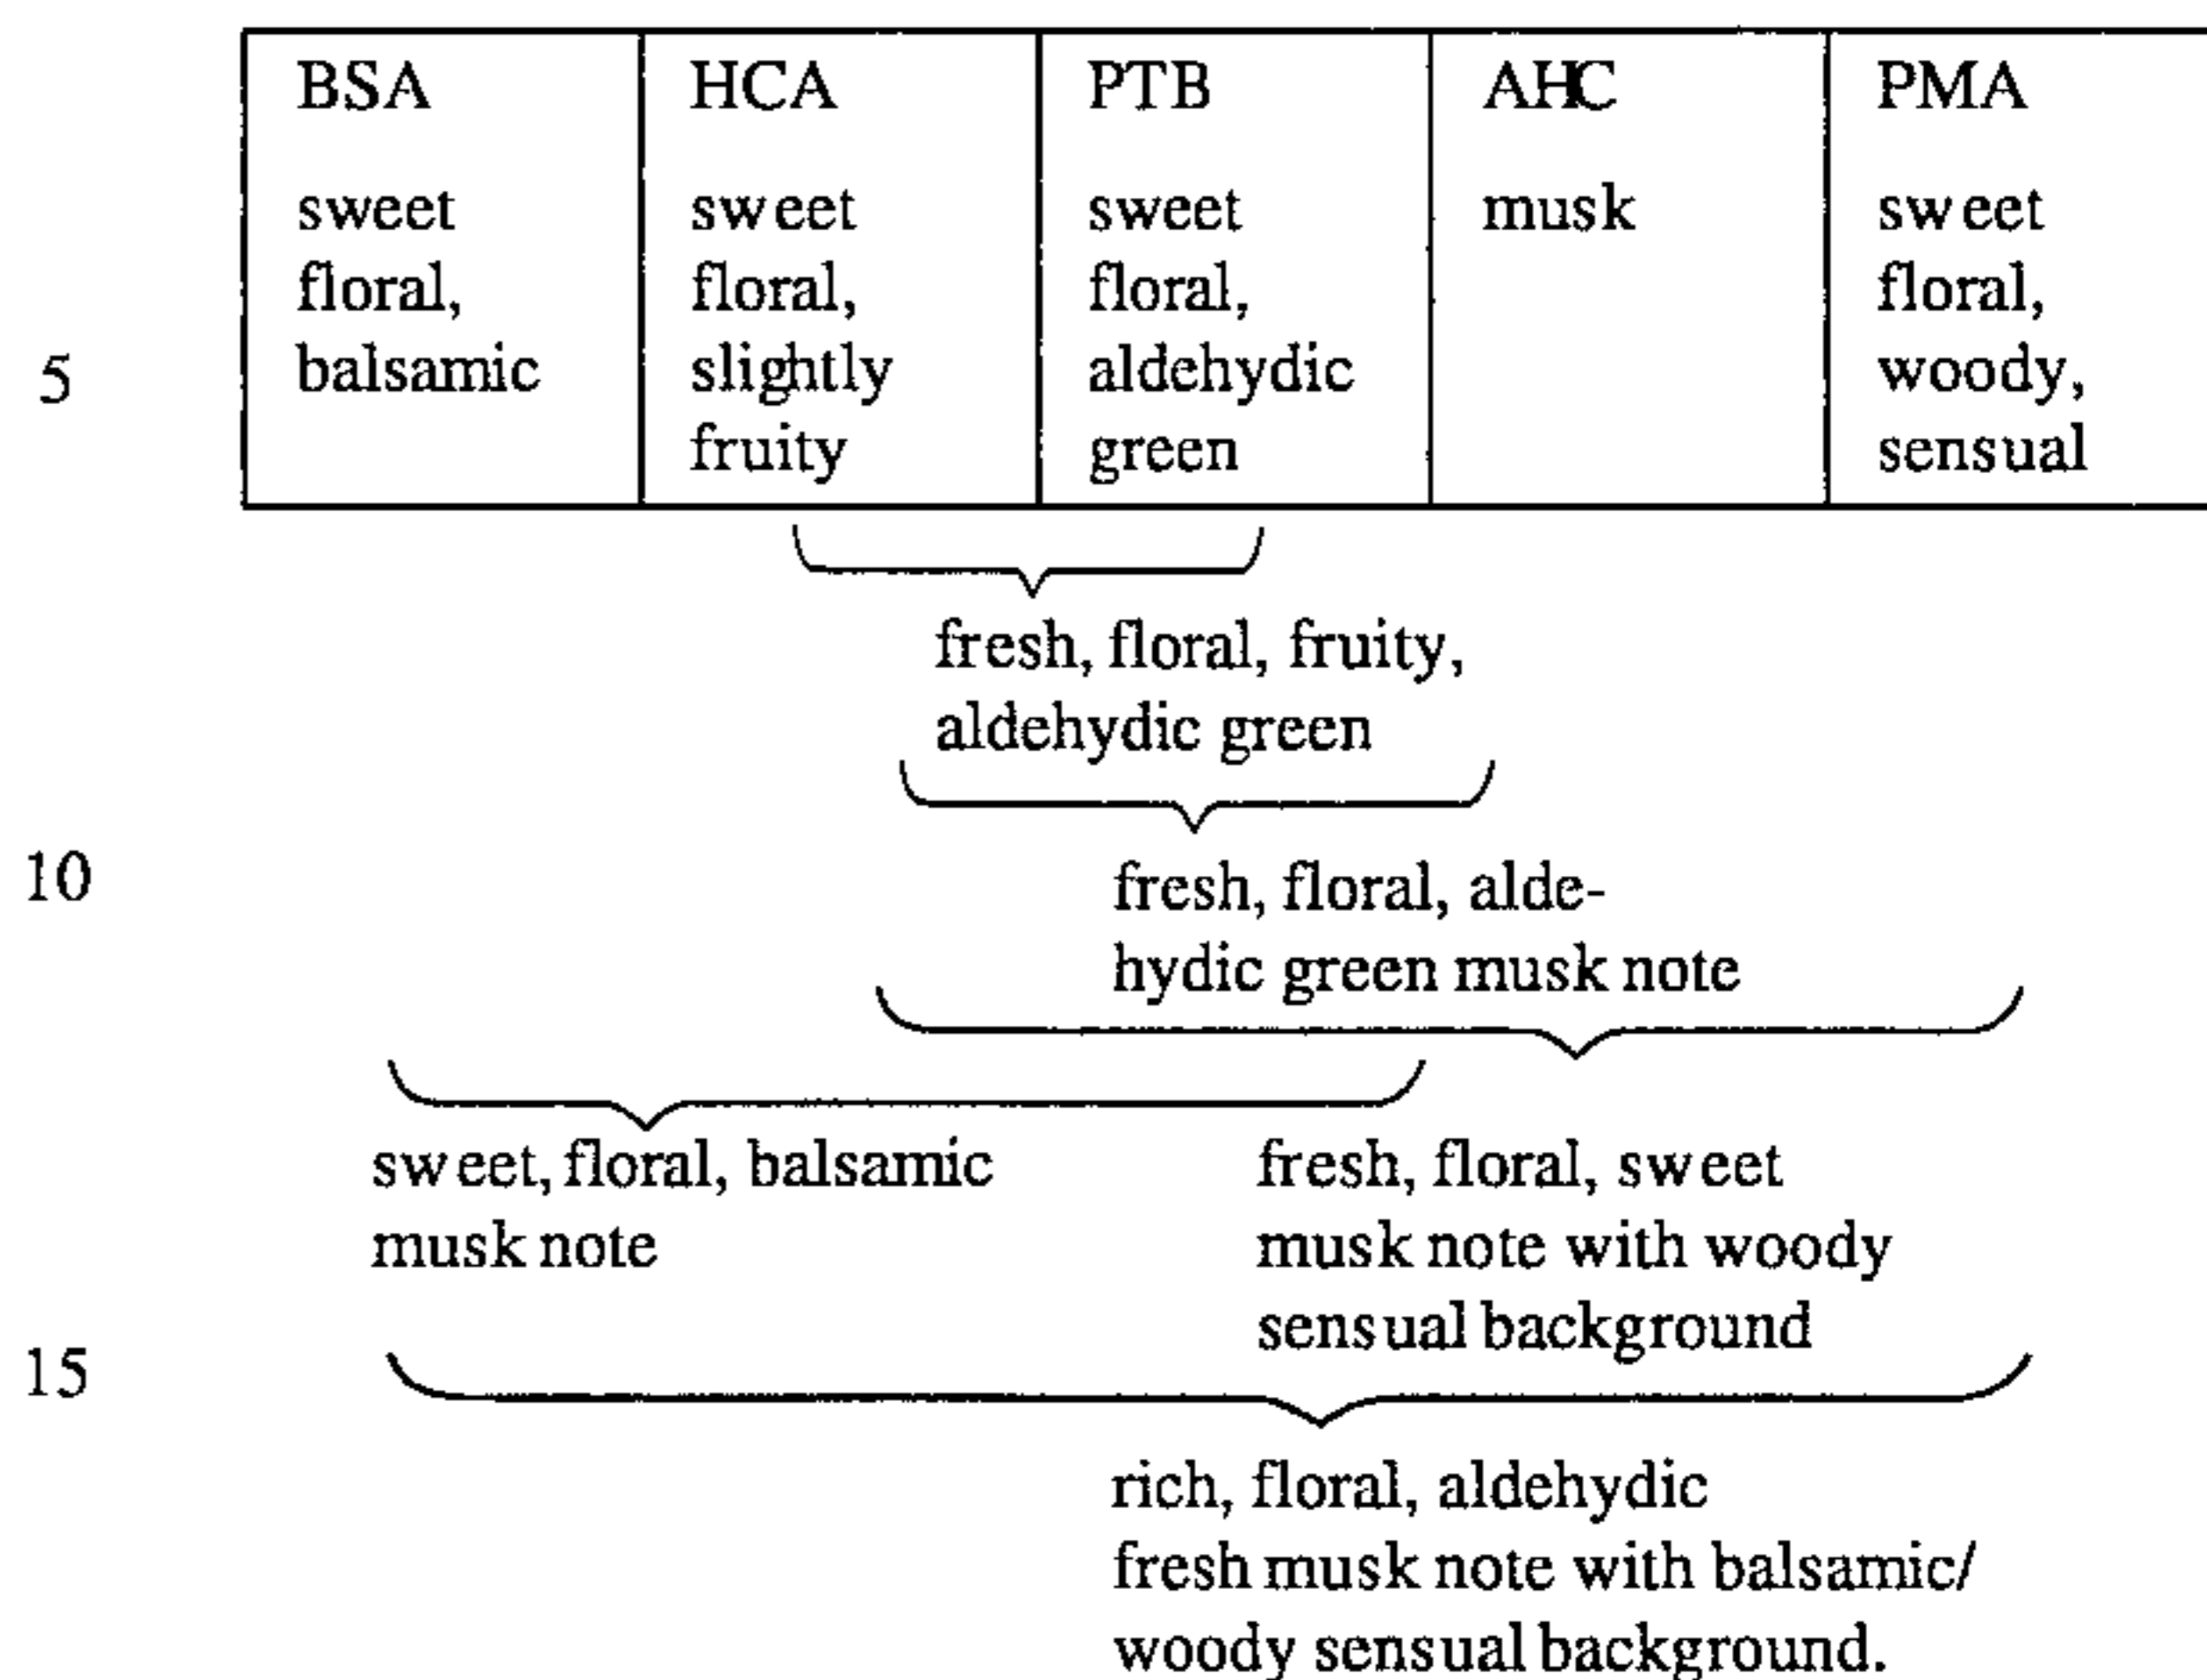 BSA HCA PTB AHC PMA
sweet sweet sweet musk sweet
floral, floral, floral, floral,
5 balsamic slightly aldehydic woody,
fruity green sensual
fresh, floral, fruity,
aldehydic green
10 fresh, floral, alde-
hydic green musk note
sweet, floral, balsamic fresh, floral, sweet
musk note musk note with woody
sensual background
15
rich, floral, aldehydic
fresh musk note with balsamic/
woody sensual background.